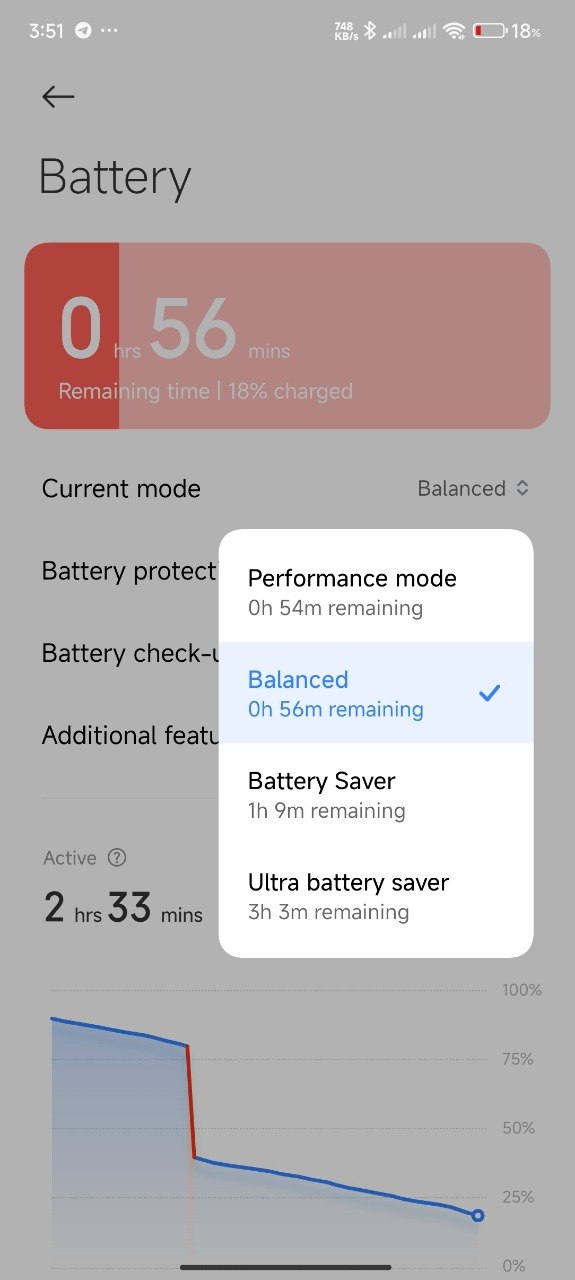 3:51 ···
748
KB/s
18%
Battery
0 hrs 56 mins
Remaining time | 18% charged
Current mode
Balanced
Battery protect
Performance mode
0h 54m remaining
Battery check-u
Balanced
0h 56m remaining
Additional featu
Battery Saver
1h 9m remaining
Ultra battery saver
3h 3m remaining
Active ?
2 hrs 33 mins
100%
75%
50%
25%
0%